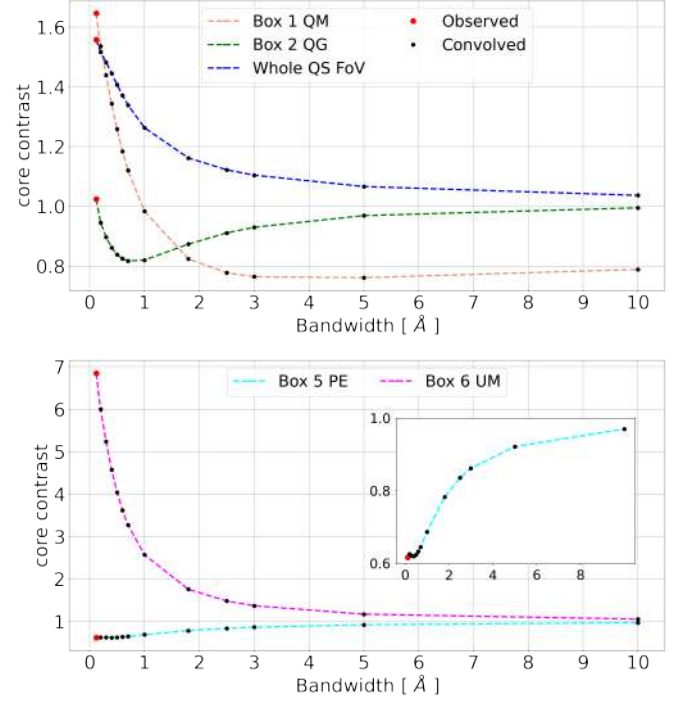 1.6
1.4
1.2
1.0
0.8
core contrast
Box 1 QM
Box 2 QG
Whole QS FoV
Observed
Convolved
0 1 2 3 4 5 6 7 8 9 10
Bandwidth [ Å ]
7
6
5
4
3
2
1
core contrast
Box 5 PE
Box 6 UM
1.0
0.8
0.6
0 2 4 6 8
0 1 2 3 4 5 6 7 8 9 10
Bandwidth [ Å ]